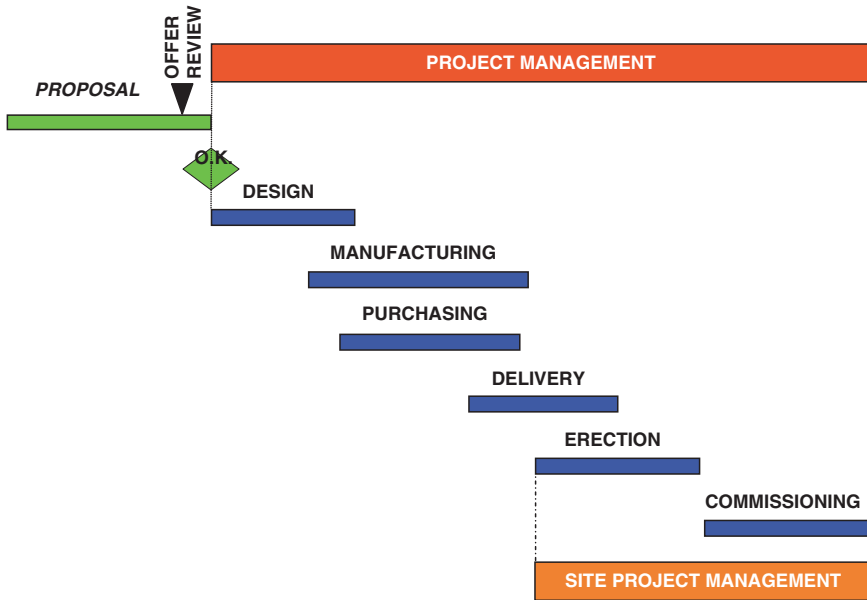 OFFER
REVIEW
PROJECT MANAGEMENT
PROPOSAL
O.K.
DESIGN
MANUFACTURING
PURCHASING
DELIVERY
ERECTION
COMMISSIONING
SITE PROJECT MANAGEMENT